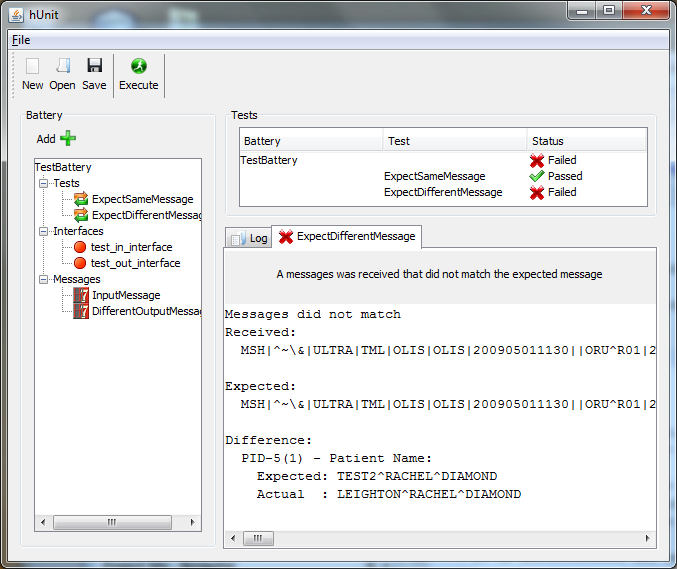 hUnit
File
New Open Save Execute
Battery
Add
TestBattery
Tests
ExpectSameMessage
ExpectDifferentMessag
Interfaces
test_in_interface
test_out_interface
Messages
InputMessage
DifferentOutputMessa
Tests
Battery Test Status
TestBattery Failed
ExpectSameMessage Passed
ExpectDifferentMessage Failed
Log ExpectDifferentMessage
A messages was received that did not match the expected message
Messages did not match
Received:
MSH|^~\&|ULTRA|TML|OLIS|OLIS|200905011130||ORU^R01|2
Expected:
MSH|^~\&|ULTRA|TML|OLIS|OLIS|200905011130||ORU^R01|2
Difference:
PID-5(1) - Patient Name:
Expected: TEST2^RACHEL^DIAMOND
Actual : LEIGHTON^RACHEL^DIAMOND